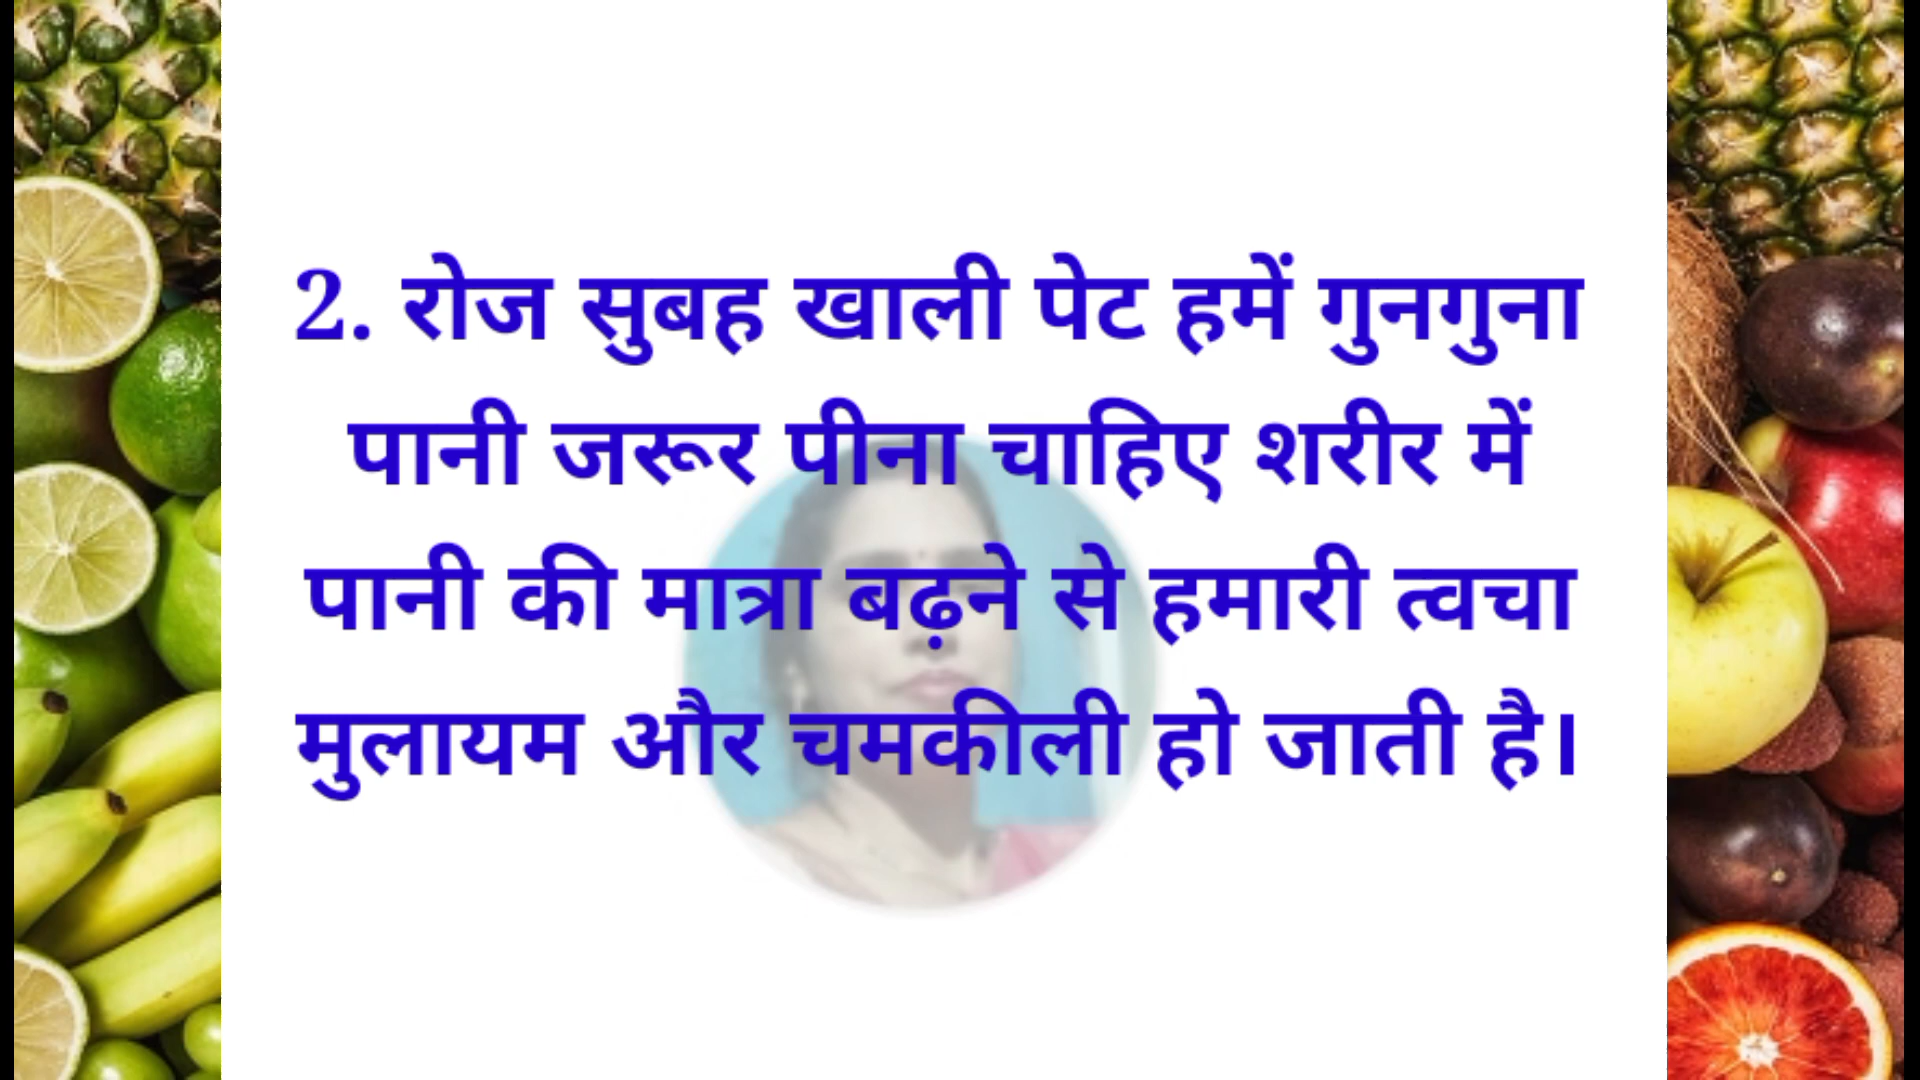 2. रोज सुबह खाली पेट हमें गुनगुना
पानी जरूर पीना चाहिए शरीर में
पानी की मात्रा बढ़ने से हमारी त्वचा
मुलायम और चमकीली हो जाती है।